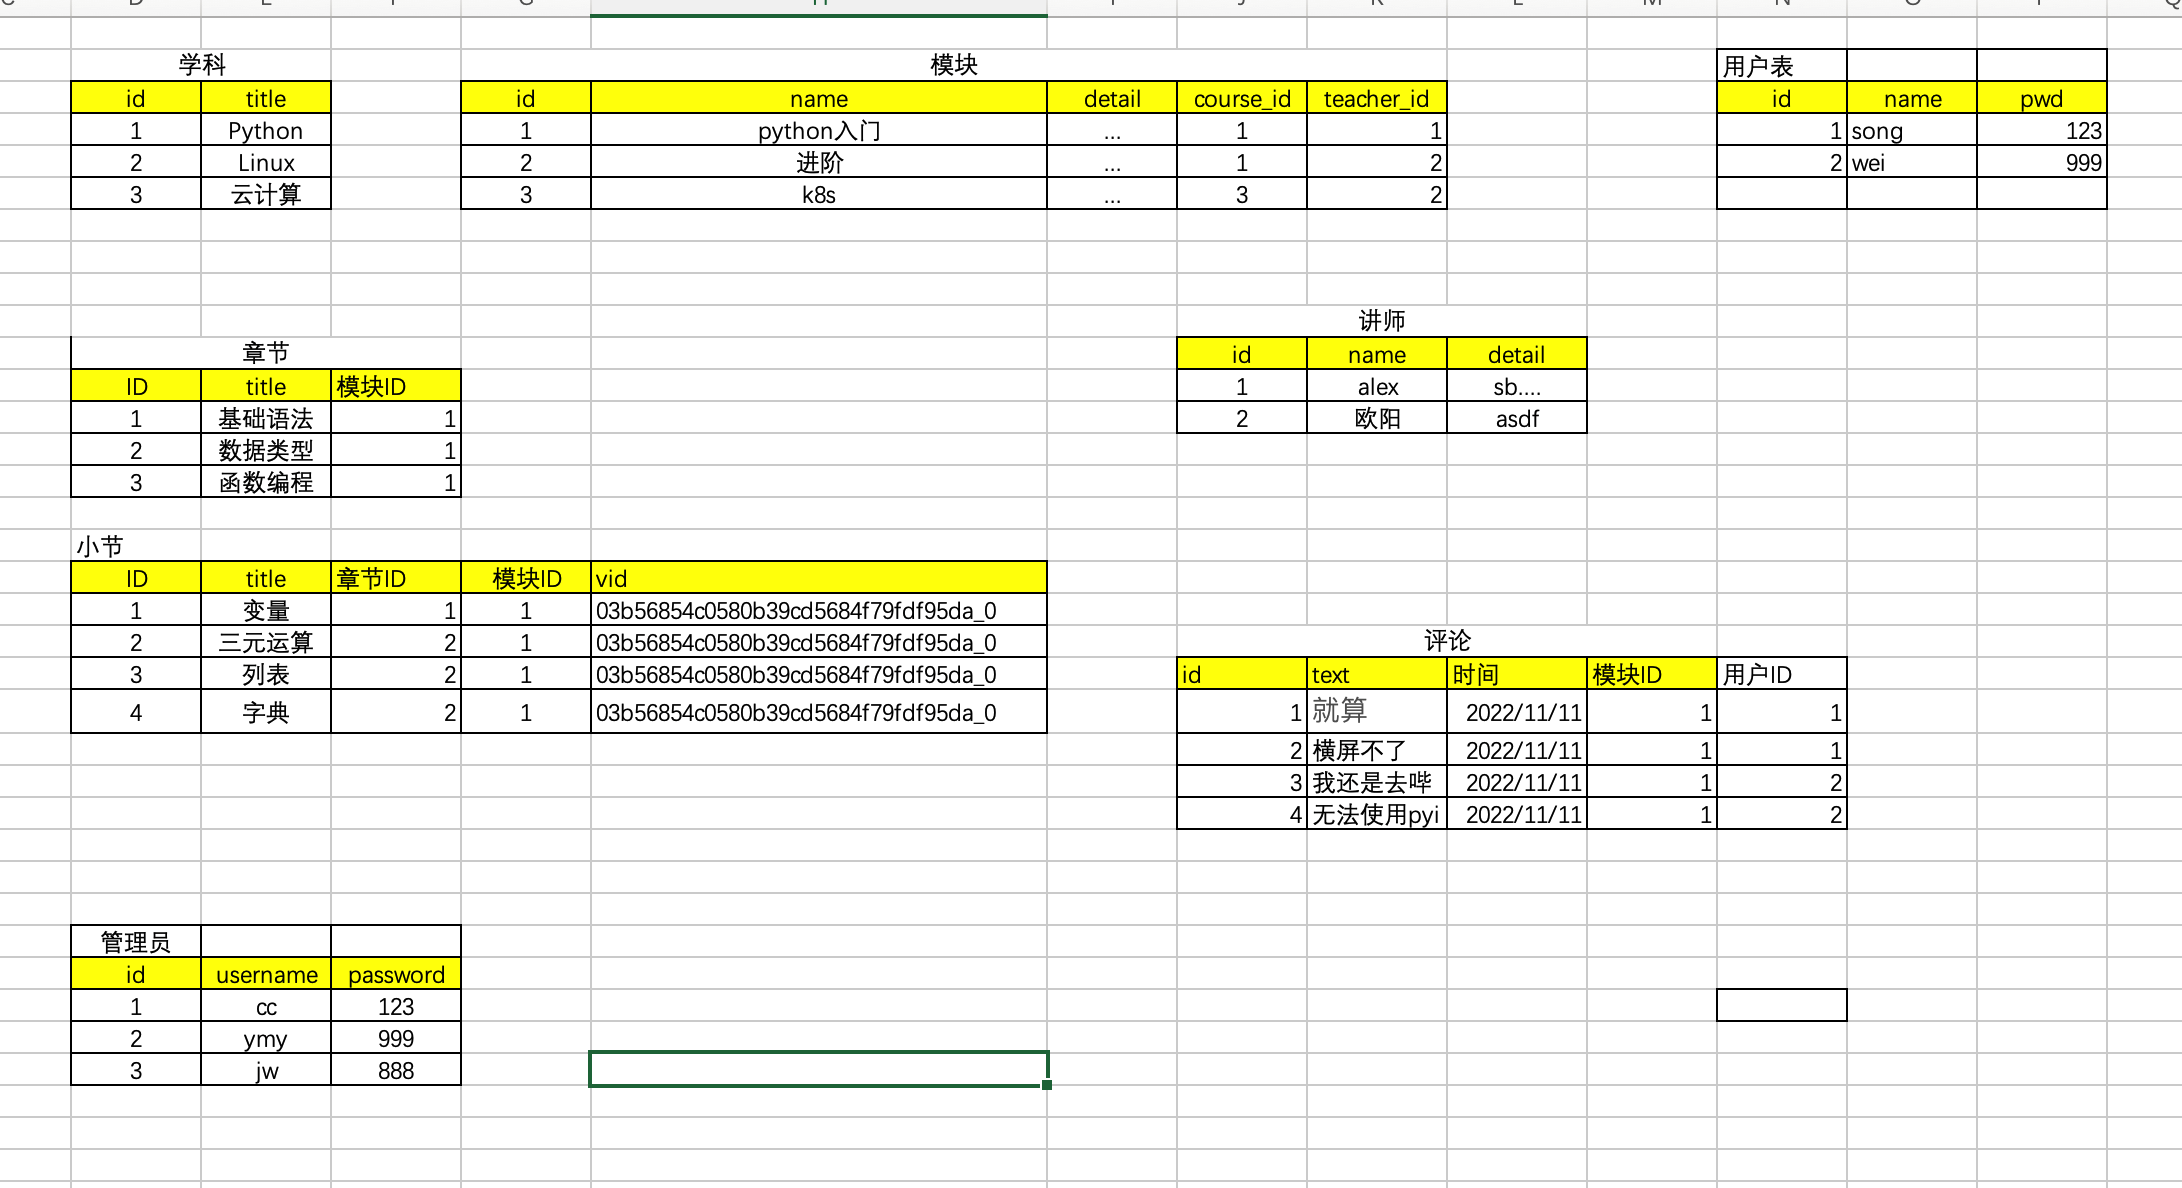 学科 模块 用户表
id title id name detail course_id teacher_id id name pwd
1 Python 1 python入门 ... 1 1 1 song 123
2 Linux 2 进阶 ... 1 2 2 wei 999
3 云计算 3 k8s ... 3 2
讲师
章节 id name detail
ID title 模块ID 1 alex sb....
1 基础语法 1 2 欧阳 asdf
2 数据类型 1
3 函数编程 1
小节
ID title 章节ID 模块ID vid
1 变量 1 1 03b56854c0580b39cd5684f79fdf95da_0
2 三元运算 2 1 03b56854c0580b39cd5684f79fdf95da_0
3 列表 2 1 03b56854c0580b39cd5684f79fdf95da_0
4 字典 2 1 03b56854c0580b39cd5684f79fdf95da_0
评论
id text 时间 模块ID 用户ID
1 就算 2022/11/11 1 1
2 横屏不了 2022/11/11 1 1
3 我还是去哔 2022/11/11 1 2
4 无法使用pyi 2022/11/11 1 2
管理员
id username password
1 cc 123
2 ymy 999
3 jw 888